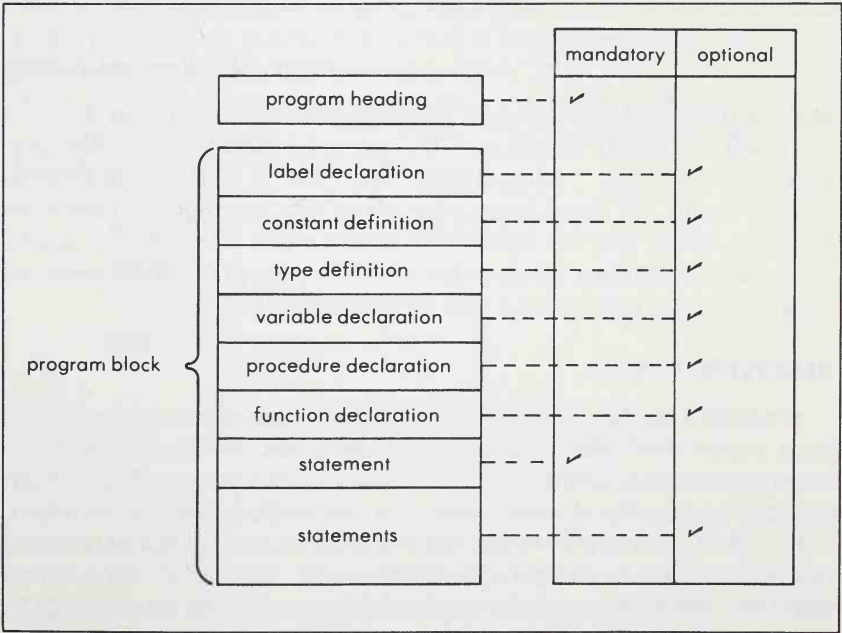 mandatory optional
program heading
label declaration
constant definition
type definition
variable declaration
program block
procedure declaration
function declaration
statement
statements